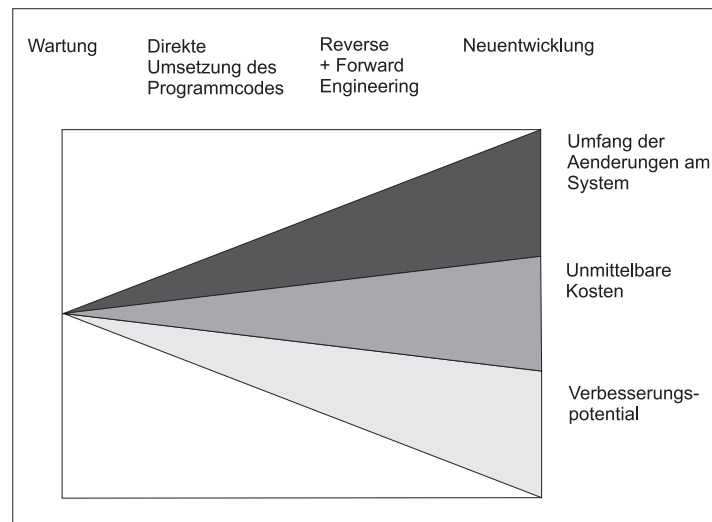 Wartung
Direkte
Umsetzung des
Programmcodes
Reverse
+ Forward
Engineering
Neuentwicklung
Umfang der
Aenderungen am
System
Unmittelbare
Kosten
Verbesserungs-
potential